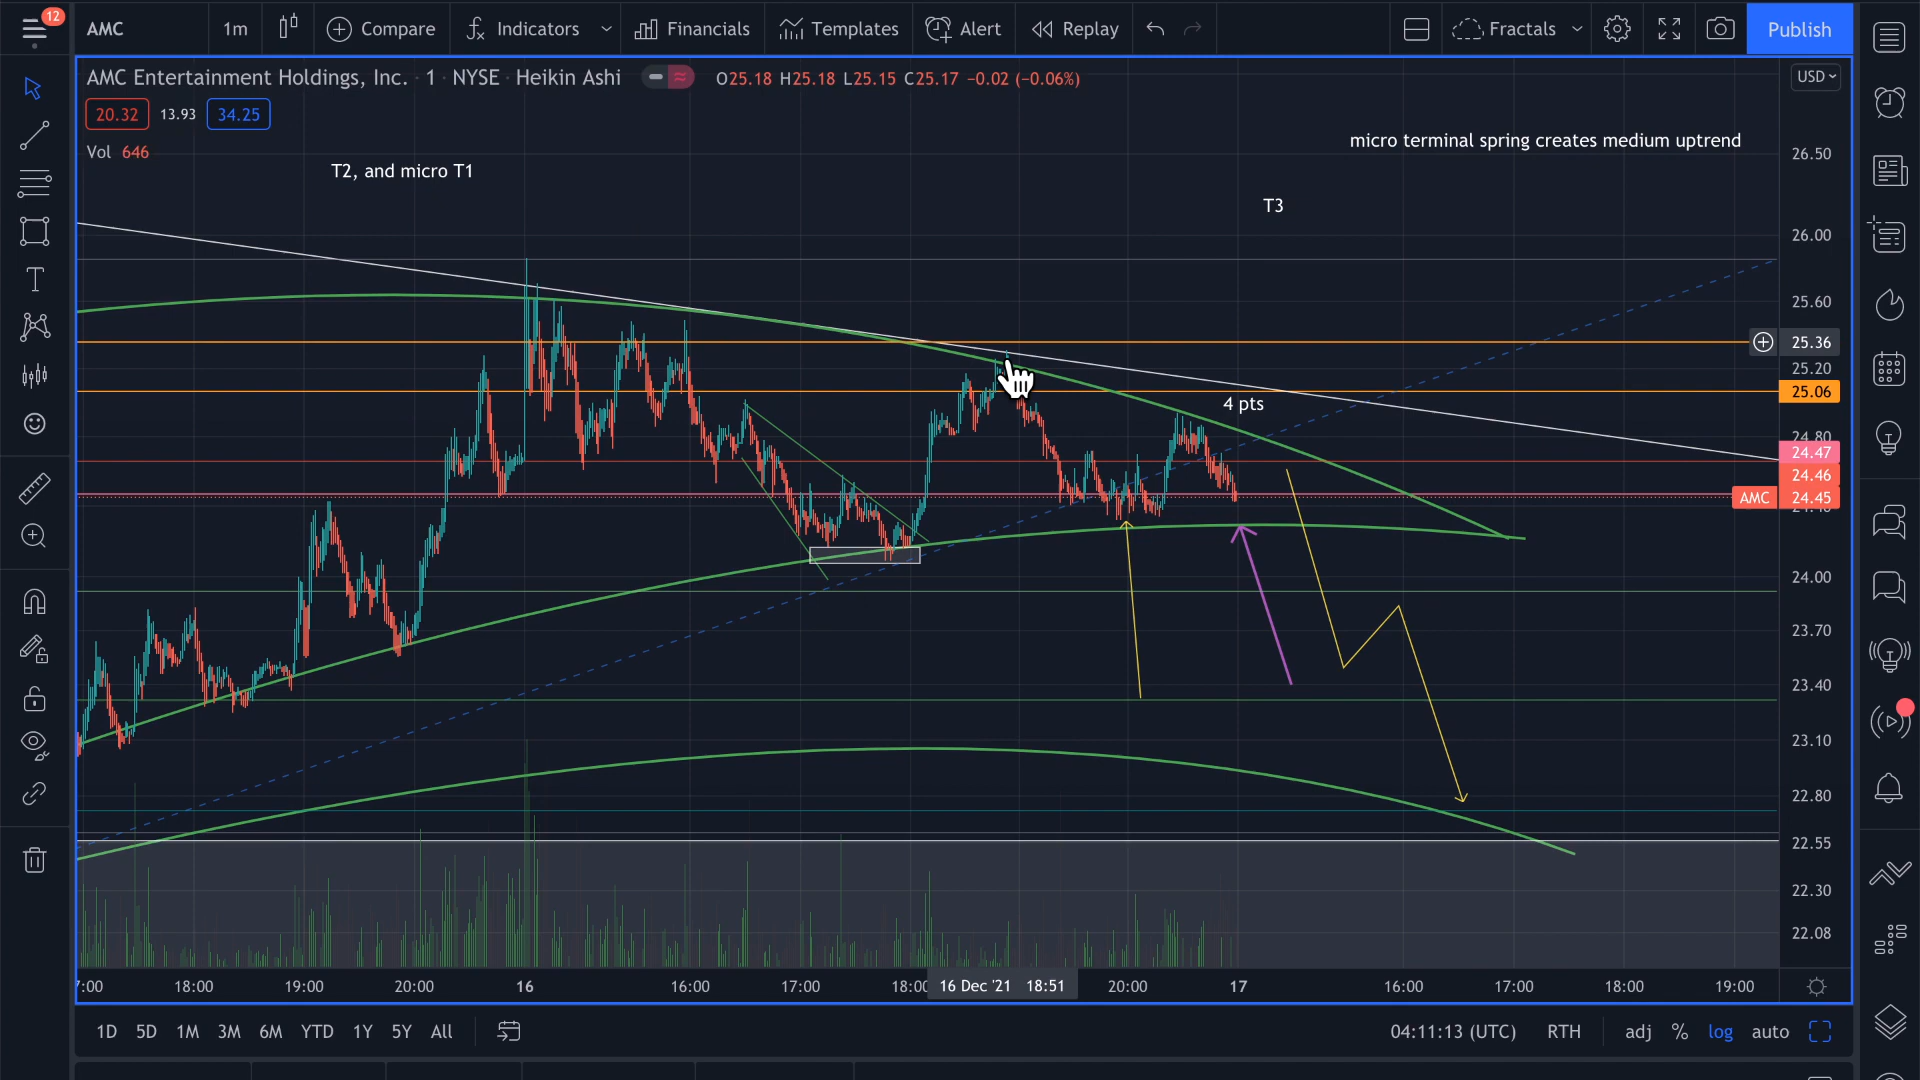 12
AMC 1m Compare Indicators Financials Templates Alert Replay Fractals Publish
AMC Entertainment Holdings, Inc. · 1 · NYSE · Heikin Ashi O25.18 H25.18 L25.15 C25.17 −0.02 (−0.06%) USD
20.32 13.93 34.25
Vol 646
micro terminal spring creates medium uptrend
T2, and micro T1
T3
4 pts
26.50
26.00
25.60
25.36
25.20
25.06
24.80
24.47
24.46
AMC 24.45
24.00
23.70
23.40
23.10
22.80
22.55
22.30
22.08
:00 18:00 19:00 20:00 16 16:00 17:00 18:00 16 Dec '21 18:51 20:00 17 16:00 17:00 18:00 19:00
1D 5D 1M 3M 6M YTD 1Y 5Y All 04:11:13 (UTC) RTH adj % log auto